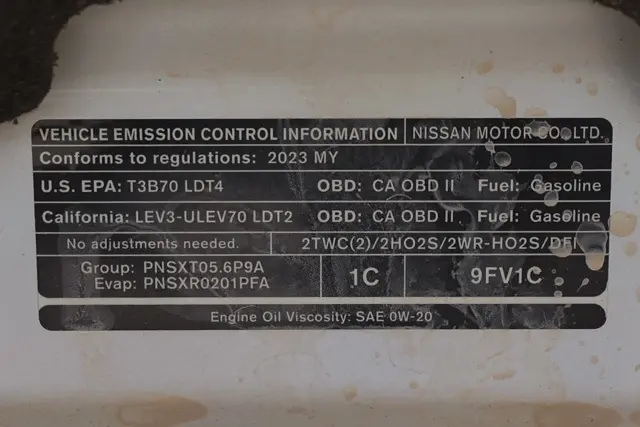 VEHICLE EMISSION CONTROL INFORMATION NISSAN MOTOR CO., LTD.
Conforms to regulations: 2023 MY
U.S. EPA: T3B70 LDT4 OBD: CA OBD II Fuel: Gasoline
California: LEV3-ULEV70 LDT2 OBD: CA OBD II Fuel: Gasoline
No adjustments needed. 2TWC(2)/2HO2S/2WR-HO2S/DFI
Group: PNSXT05.6P9A
Evap: PNSXR0201PFA
1C
9FV1C
Engine Oil Viscosity: SAE 0W-20